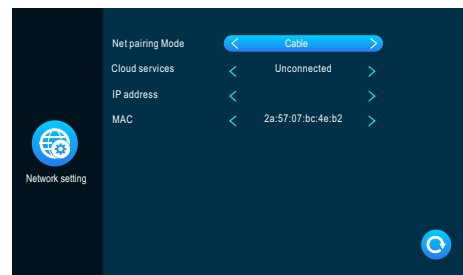 Net pairing Mode
Cable
Cloud services
Unconnected
IP address
MAC
2a:57:07:bc:4e:b2
Network setting